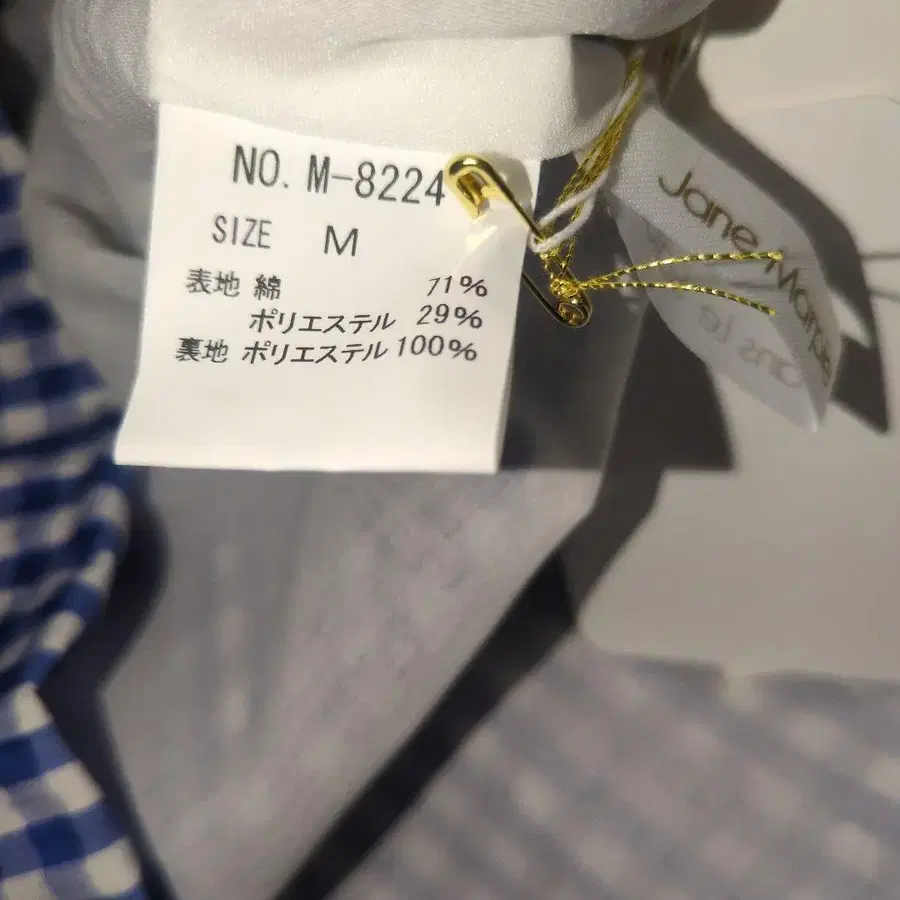 NO. M-8224
SIZE M
表地 綿 71%
ポリエステル 29%
裏地 ポリエステル 100%
Jane Marple